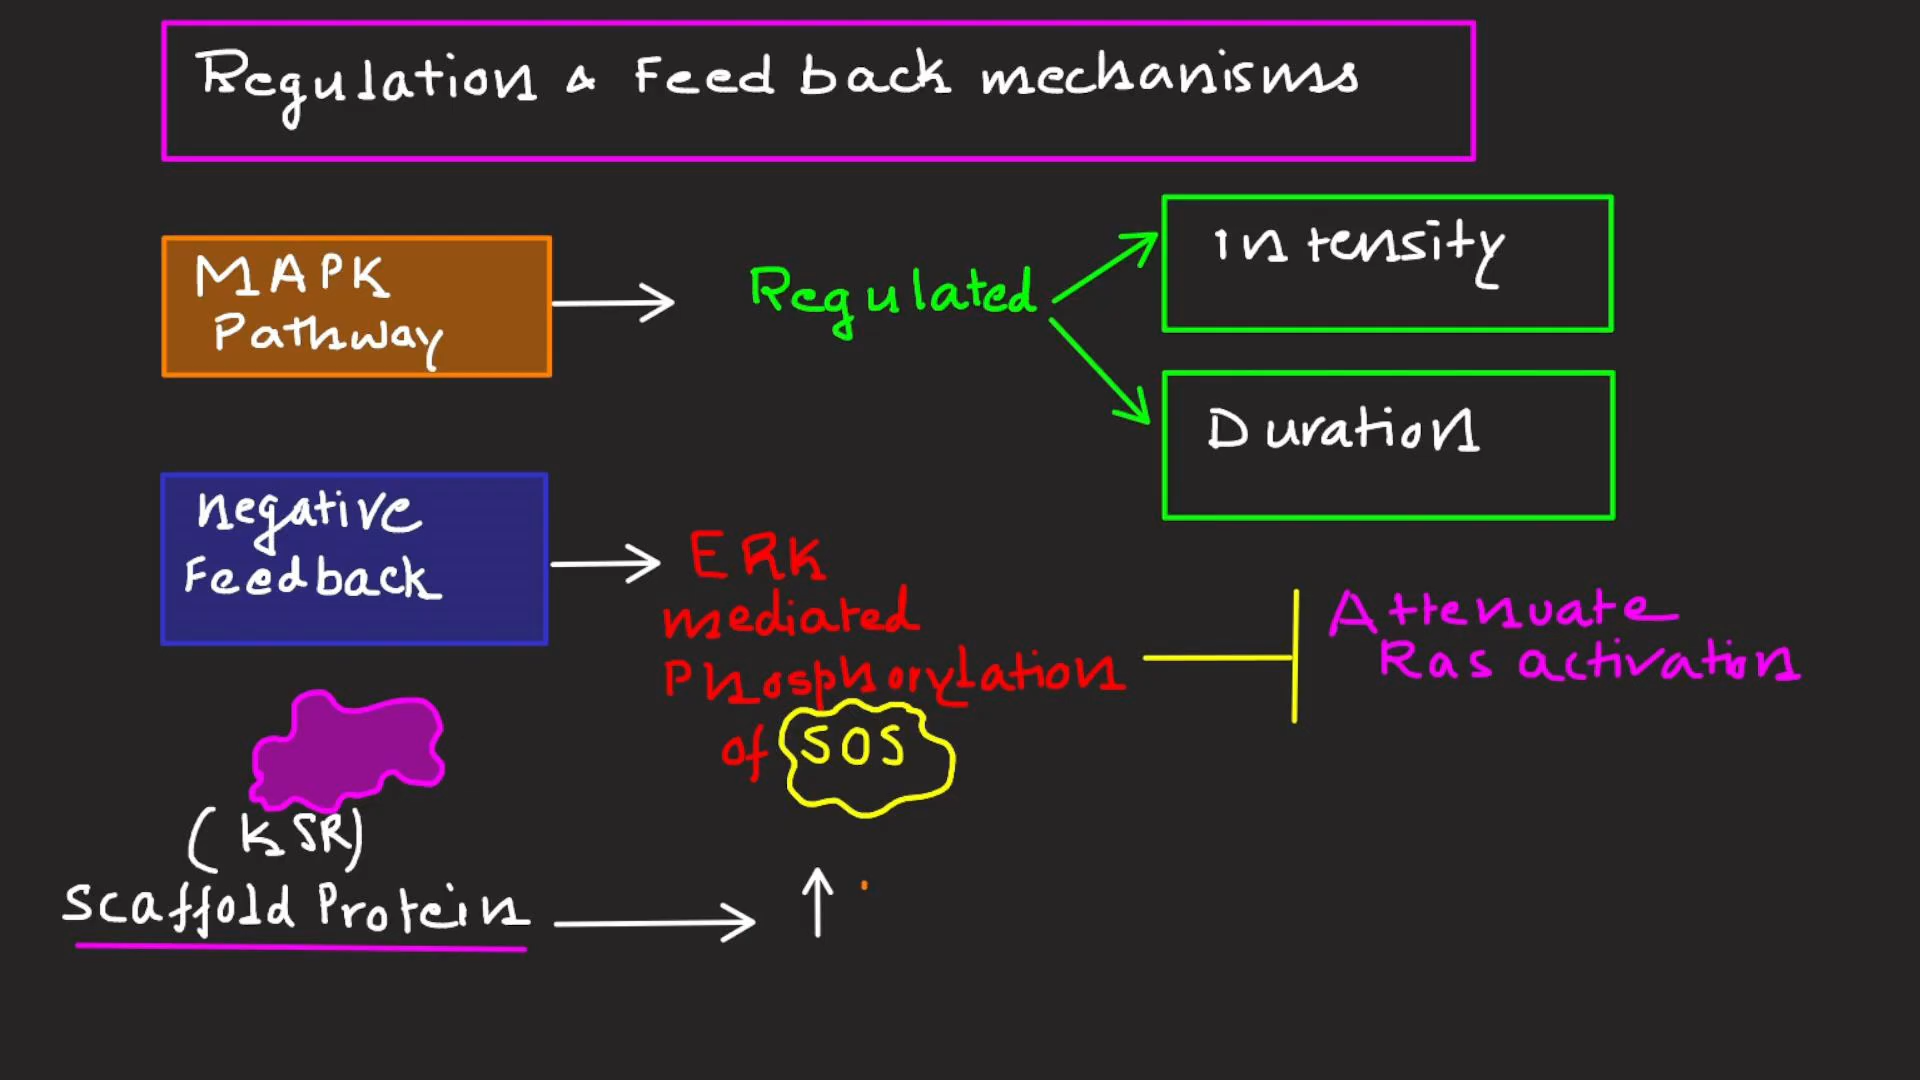 Regulation & Feed back mechanisms
MAPK
Pathway
Regulated
Intensity
Duration
Negative
Feedback
ERK
mediated
Phosphorylation
of SOS
Attenuate
Ras activation
(KSR)
Scaffold Protein